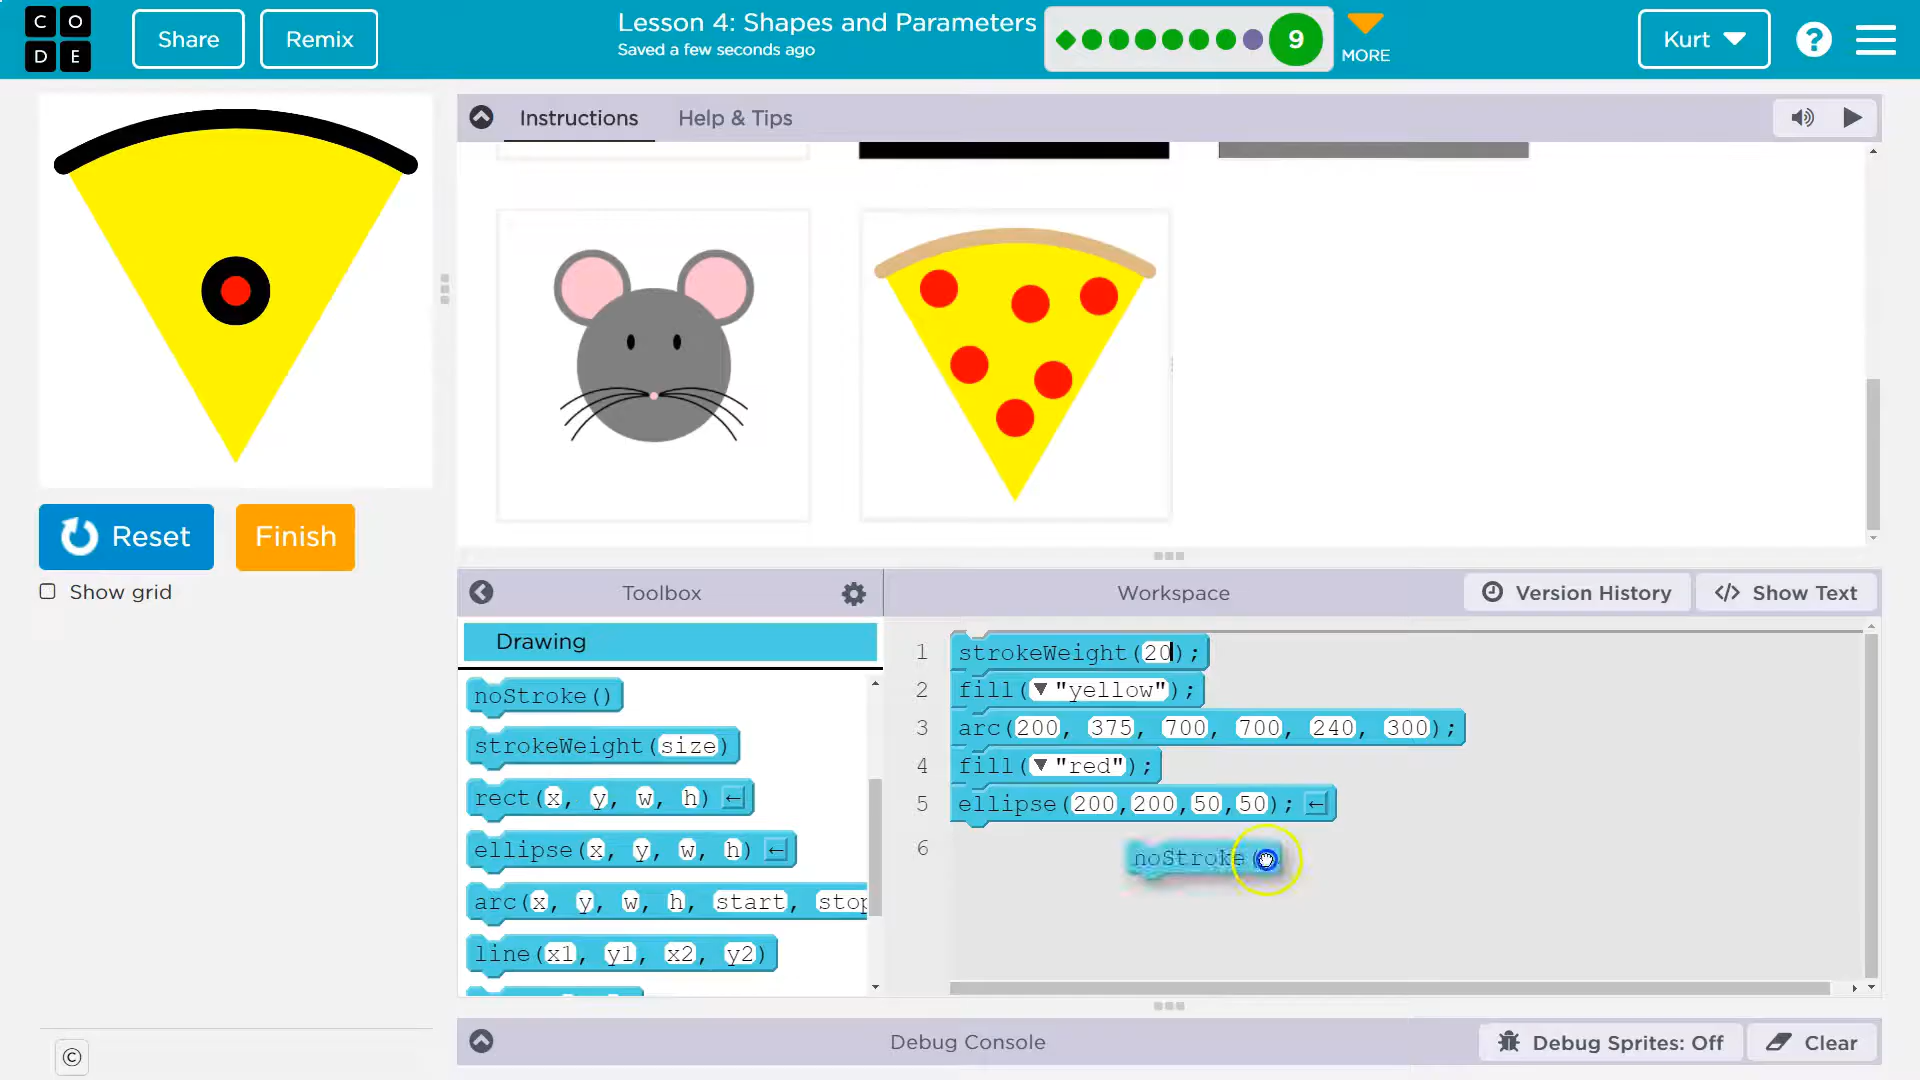 C O
D E
Share
Remix
Lesson 4: Shapes and Parameters
Saved a few seconds ago
9
MORE
Kurt
?
Instructions
Help & Tips
Reset
Finish
Show grid
Toolbox
Workspace
Version History
</> Show Text
Drawing
noStroke()
strokeWeight(size)
rect(x, y, w, h) ←
ellipse(x, y, w, h) ←
arc(x, y, w, h, start, stop
line(x1, y1, x2, y2)
1 strokeWeight(20);
2 fill(▼ "yellow");
3 arc(200, 375, 700, 700, 240, 300);
4 fill(▼ "red");
5 ellipse(200,200,50,50); ←
6
noStroke(
©
Debug Console
Debug Sprites: Off
Clear